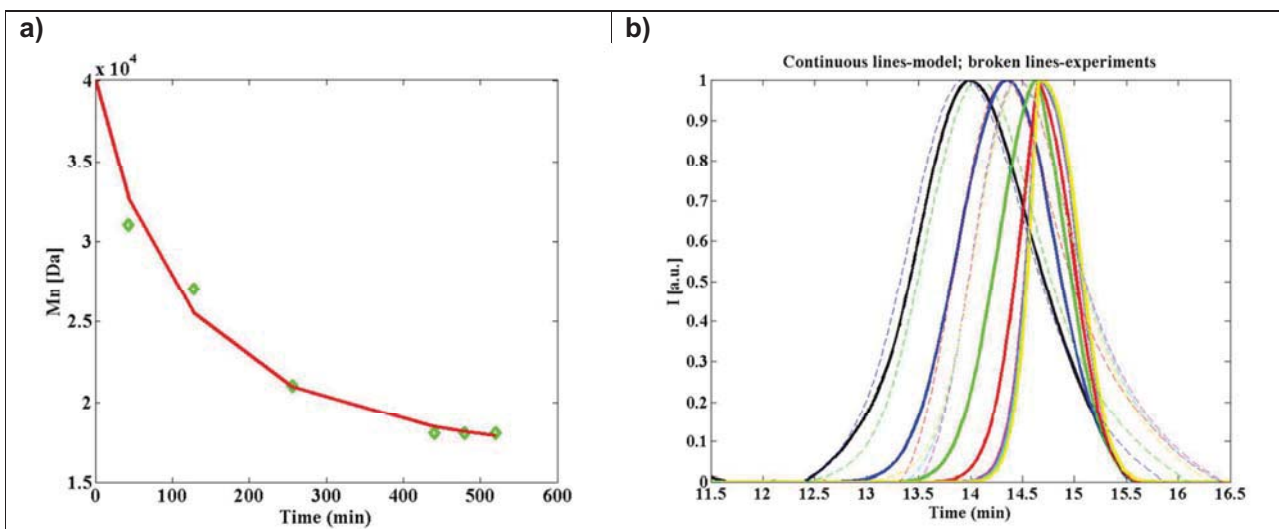 a)
x 10⁴
4
3.5
3
2.5
2
1.5
0 100 200 300 400 500 600
Mn [Da]
Time (min)
b)
Continuous lines-model; broken lines-experiments
1
0.9
0.8
0.7
0.6
0.5
0.4
0.3
0.2
0.1
0
11.5 12 12.5 13 13.5 14 14.5 15 15.5 16 16.5
I [a.u.]
Time (min)